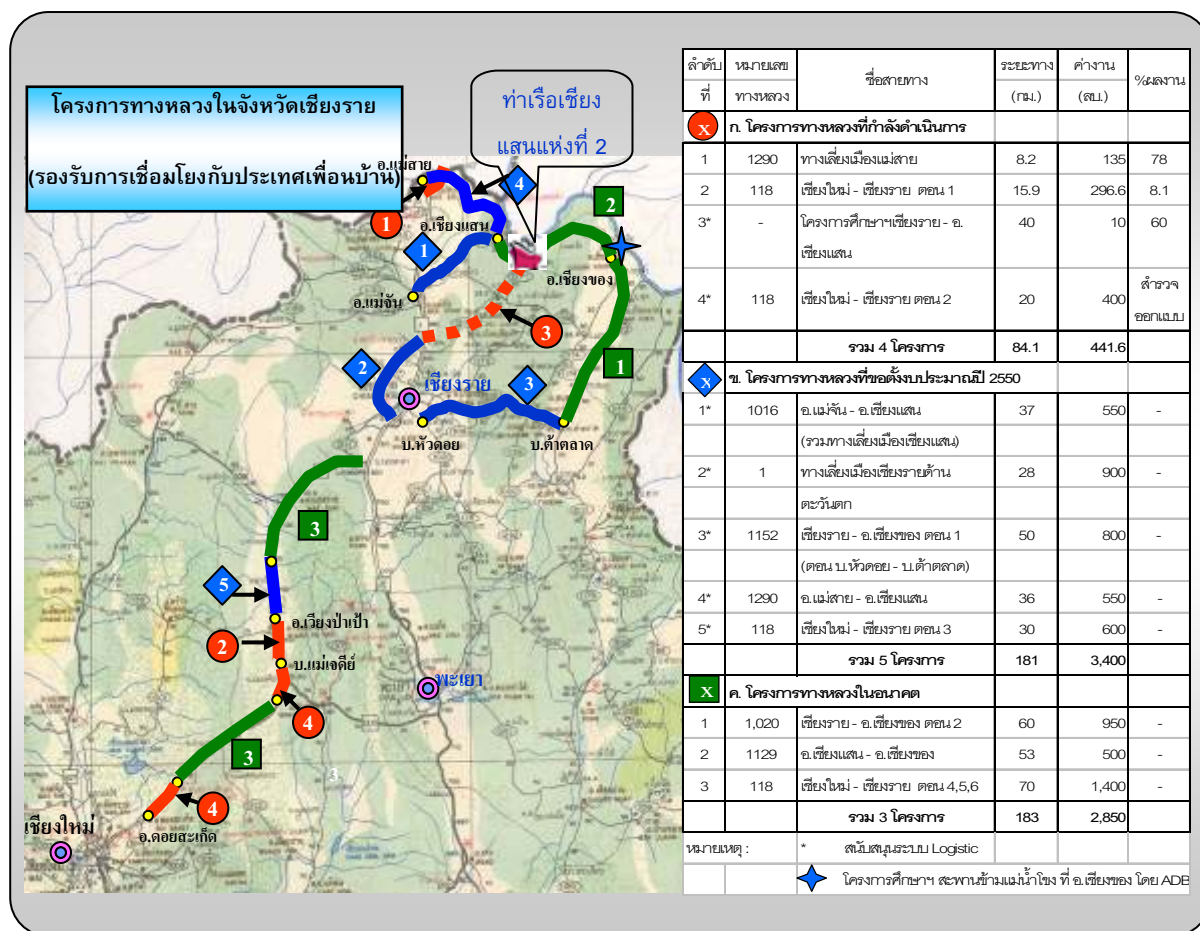 โครงการทางหลวงในจังหวัดเชียงราย
(รองรับการเชื่อมโยงกับประเทศเพื่อนบ้าน)
ท่าเรือเชียง
แสนแห่งที่ 2
อ.แม่สาย
4
2
1
อ.เชียงแสน
1
อ.เชียงของ
อ.แม่จัน
3
2
เชียงราย
3
1
บ.หัวดอย
บ.ต้าตลาด
3
5
อ.เวียงป่าเป้า
2
บ.แม่เจดีย์
พะเยา
4
3
3
4
อ.ดอยสะเก็ด
เชียงใหม่
ลำดับ หมายเลข ชื่อสายทาง ระยะทาง ค่างาน %ผลงาน
ที่ ทางหลวง (กม.) (ลบ.)
X ก. โครงการทางหลวงที่กำลังดำเนินการ
1 1290 ทางเลี่ยงเมืองแม่สาย 8.2 135 78
2 118 เชียงใหม่ - เชียงราย ตอน 1 15.9 296.6 8.1
3* - โครงการศึกษาฯเชียงราย - อ. 40 10 60
เชียงแสน
4* 118 เชียงใหม่ - เชียงราย ตอน 2 20 400 สำรวจ
ออกแบบ
รวม 4 โครงการ 84.1 441.6
X ข. โครงการทางหลวงที่ขอตั้งงบประมาณปี 2550
1* 1016 อ.แม่จัน - อ.เชียงแสน 37 550 -
(รวมทางเลี่ยงเมืองเชียงแสน)
2* 1 ทางเลี่ยงเมืองเชียงรายด้าน 28 900 -
ตะวันตก
3* 1152 เชียงราย - อ.เชียงของ ตอน 1 50 800 -
(ตอน บ.หัวดอย - บ.ต้าตลาด)
4* 1290 อ.แม่สาย - อ.เชียงแสน 36 550 -
5* 118 เชียงใหม่ - เชียงราย ตอน 3 30 600 -
รวม 5 โครงการ 181 3,400
X ค. โครงการทางหลวงในอนาคต
1 1,020 เชียงราย - อ.เชียงของ ตอน 2 60 950 -
2 1129 อ.เชียงแสน - อ.เชียงของ 53 500 -
3 118 เชียงใหม่ - เชียงราย ตอน 4,5,6 70 1,400 -
รวม 3 โครงการ 183 2,850
หมายเหตุ : * สนับสนุนระบบ Logistic
โครงการศึกษาฯ สะพานข้ามแม่น้ำโขง ที่ อ.เชียงของ โดย ADB